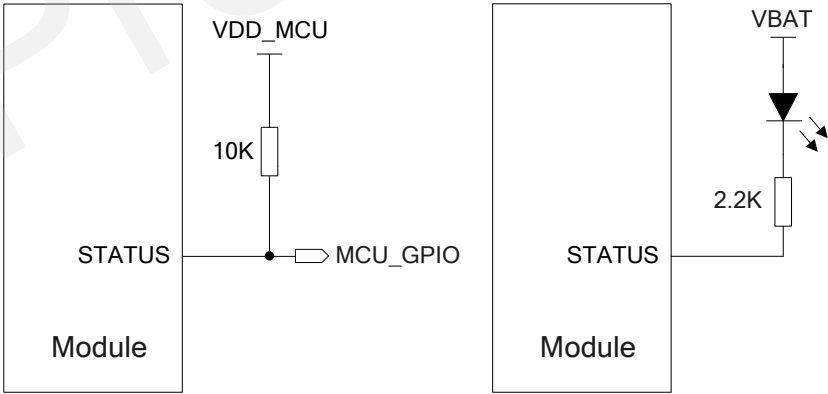 VDD_MCU
10K
STATUS
MCU_GPIO
Module
VBAT
2.2K
STATUS
Module